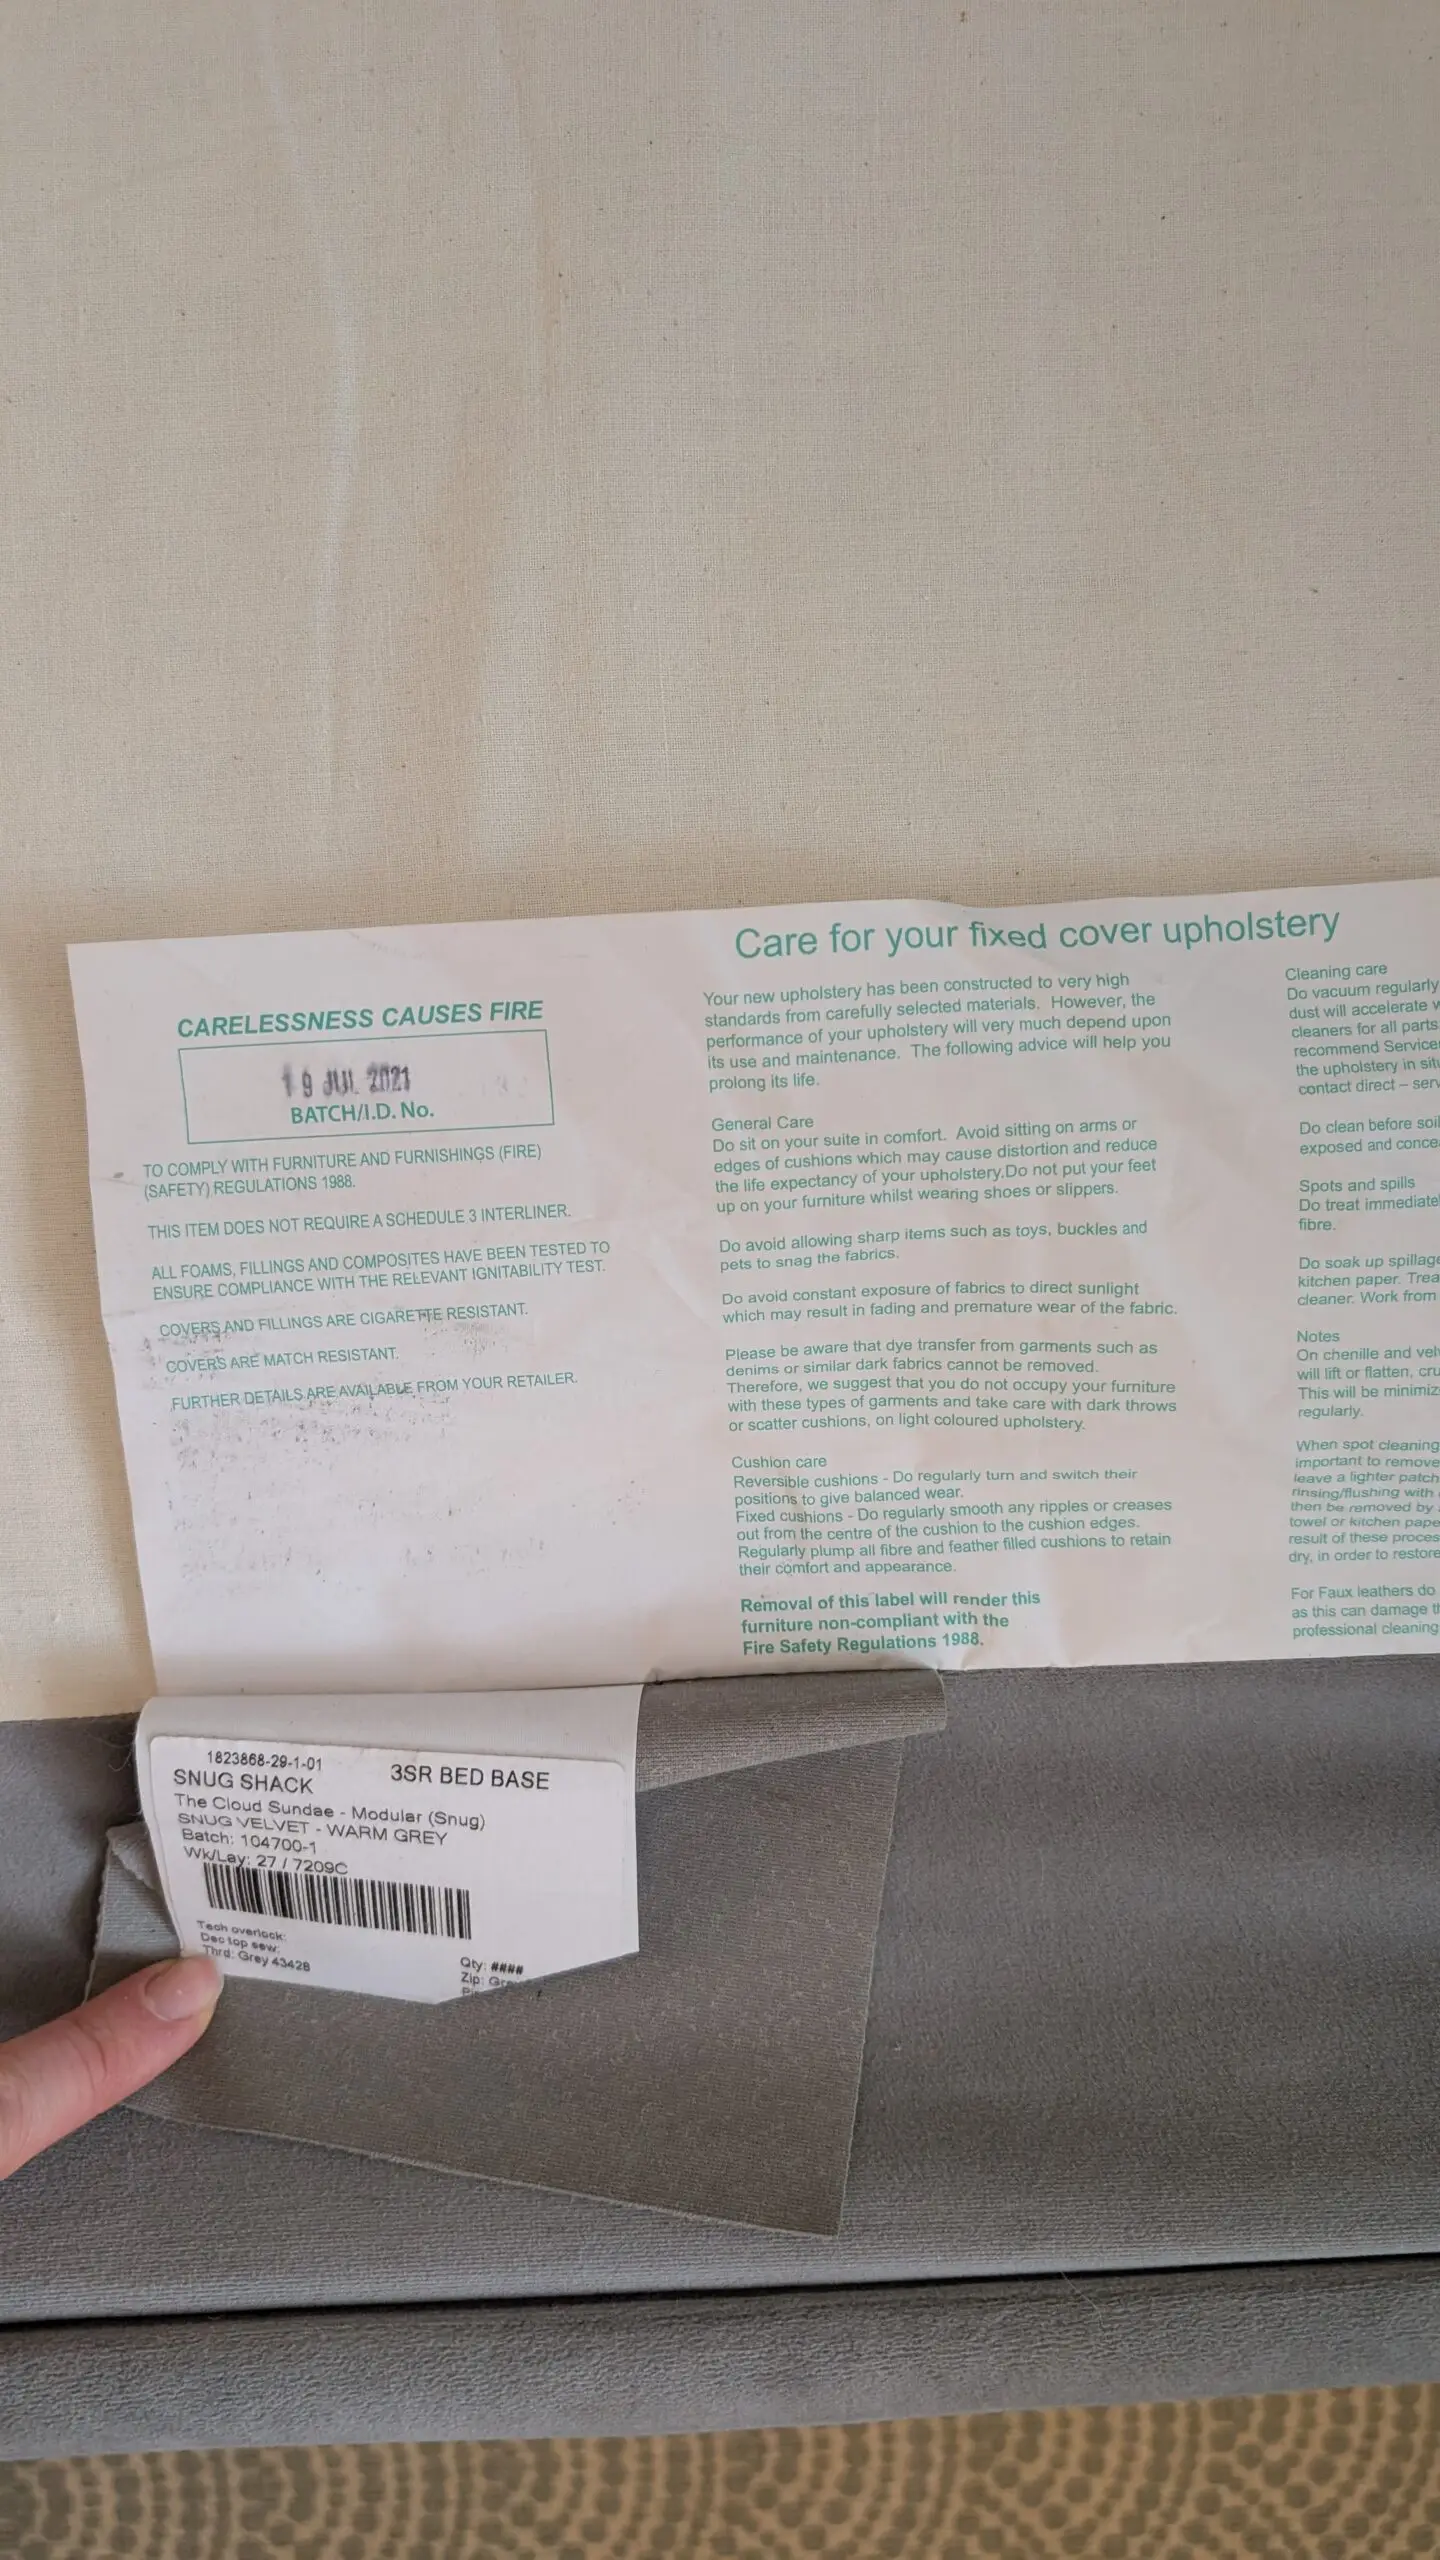 CARELESSNESS CAUSES FIRE
19 JUL 2021
BATCH/I.D. No.
TO COMPLY WITH FURNITURE AND FURNISHINGS (FIRE)
(SAFETY) REGULATIONS 1988.
THIS ITEM DOES NOT REQUIRE A SCHEDULE 3 INTERLINER.
ALL FOAMS, FILLINGS AND COMPOSITES HAVE BEEN TESTED TO
ENSURE COMPLIANCE WITH THE RELEVANT IGNITABILITY TEST.
COVERS AND FILLINGS ARE CIGARETTE RESISTANT.
COVERS ARE MATCH RESISTANT.
FURTHER DETAILS ARE AVAILABLE FROM YOUR RETAILER.
Care for your fixed cover upholstery
Your new upholstery has been constructed to very high
standards from carefully selected materials. However, the
performance of your upholstery will very much depend upon
its use and maintenance. The following advice will help you
prolong its life.
General Care
Do sit on your suite in comfort. Avoid sitting on arms or
edges of cushions which may cause distortion and reduce
the life expectancy of your upholstery.Do not put your feet
up on your furniture whilst wearing shoes or slippers.
Do avoid allowing sharp items such as toys, buckles and
pets to snag the fabrics.
Do avoid constant exposure of fabrics to direct sunlight
which may result in fading and premature wear of the fabric.
Please be aware that dye transfer from garments such as
denims or similar dark fabrics cannot be removed.
Therefore, we suggest that you do not occupy your furniture
with these types of garments and take care with dark throws
or scatter cushions, on light coloured upholstery.
Cushion care
Reversible cushions - Do regularly turn and switch their
positions to give balanced wear.
Fixed cushions - Do regularly smooth any ripples or creases
out from the centre of the cushion to the cushion edges.
Regularly plump all fibre and feather filled cushions to retain
their comfort and appearance.
Removal of this label will render this
furniture non-compliant with the
Fire Safety Regulations 1988.
Cleaning care
Do vacuum regularly
dust will accelerate
cleaners for all parts
recommend
the upholstery in
contact direct –
Do clean before
exposed and
Spots and spills
Do treat
fibre.
Do soak up
kitchen paper.
cleaner. Work from
Notes
On chenille and
will lift or flatten,
This will be
regularly.
When spot cleaning
important to remove
leave a lighter patch
rinsing/flushing with
then be removed by
towel or kitchen
result of these
dry, in order to restore
For Faux leathers do
as this can damage
professional cleaning
1823868-29-1-01
SNUG SHACK 3SR BED BASE
The Cloud Sundae - Modular (Snug)
SNUG VELVET - WARM GREY
Batch: 104700-1
Wk/Lay: 27 / 7209C
Tech overlock:
Dec top sew:
Thrd: Grey 43428
Qty: ####
Zip: